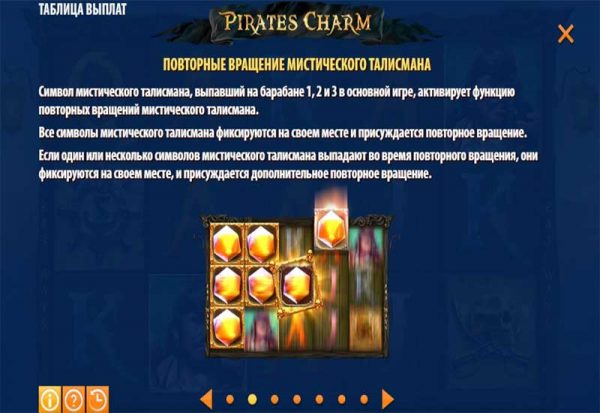 ТАБЛИЦА ВЫПЛАТ
PIRATES CHARM
ПОВТОРНЫЕ ВРАЩЕНИЕ МИСТИЧЕСКОГО ТАЛИСМАНА
Символ мистического талисмана, выпавший на барабане 1, 2 и 3 в основной игре, активирует функцию
повторных вращений мистического талисмана.
Все символы мистического талисмана фиксируются на своем месте и присуждается повторное вращение.
Если один или несколько символов мистического талисмана выпадают во время повторного вращения, они
фиксируются на своем месте, и присуждается дополнительное повторное вращение.